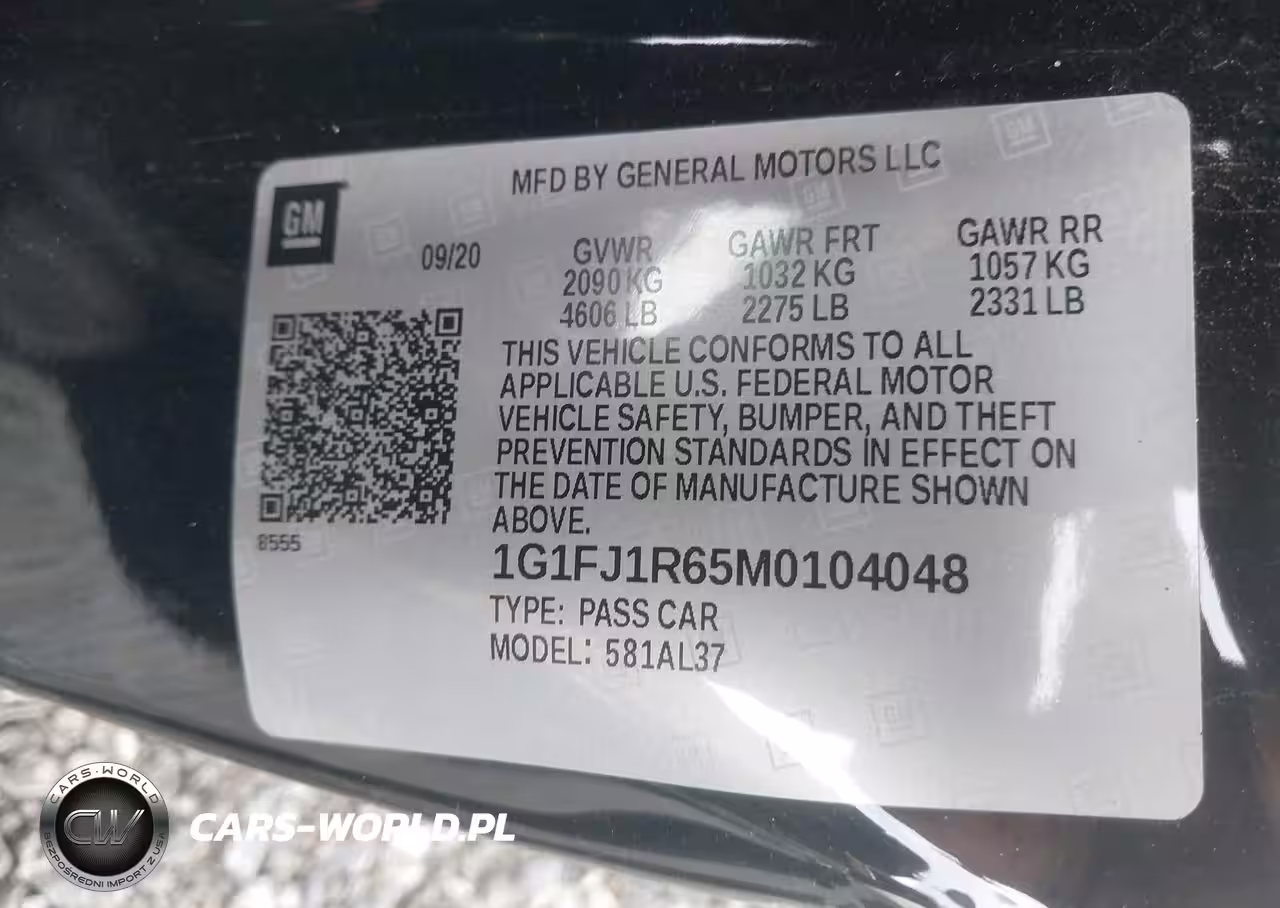 MFD BY GENERAL MOTORS LLC
GM
09/20
GVWR GAWR FRT GAWR RR
2090 KG 1032 KG 1057 KG
4606 LB 2275 LB 2331 LB
THIS VEHICLE CONFORMS TO ALL
APPLICABLE U.S. FEDERAL MOTOR
VEHICLE SAFETY, BUMPER, AND THEFT
PREVENTION STANDARDS IN EFFECT ON
THE DATE OF MANUFACTURE SHOWN
ABOVE.
8555
1G1FJ1R65M0104048
TYPE: PASS CAR
MODEL: 581AL37
CARS-WORLD
CW
BEZPOŚREDNI IMPORT Z USA
CARS-WORLD.PL